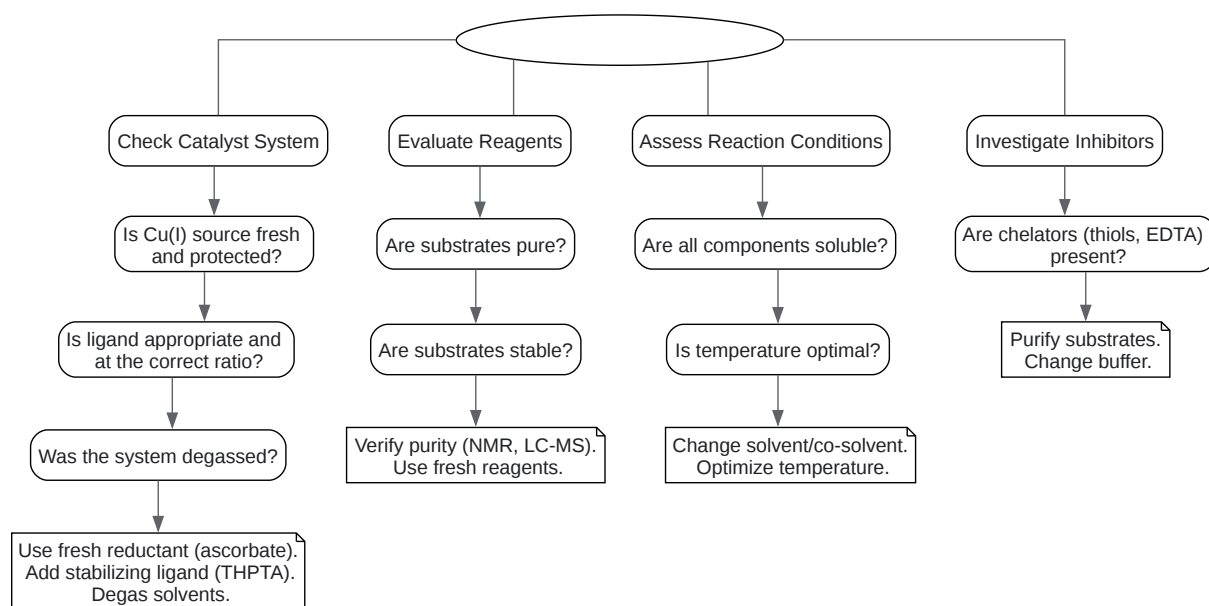 Check Catalyst System
Evaluate Reagents
Assess Reaction Conditions
Investigate Inhibitors
Is Cu(I) source fresh
and protected?
Are substrates pure?
Are all components soluble?
Are chelators (thiols, EDTA)
present?
Is ligand appropriate and
at the correct ratio?
Are substrates stable?
Is temperature optimal?
Purify substrates.
Change buffer.
Was the system degassed?
Verify purity (NMR, LC-MS).
Use fresh reagents.
Change solvent/co-solvent.
Optimize temperature.
Use fresh reductant (ascorbate).
Add stabilizing ligand (THPTA).
Degas solvents.